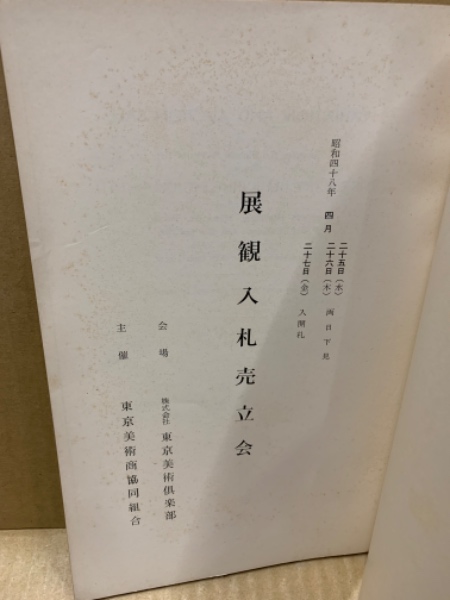 昭和四十八年 四月
二十五日(水)
二十六日(木) 両日下見
二十七日(金) 入開札
展観入札売立会
会場 株式会社 東京美術倶楽部
主催 東京美術商協同組合